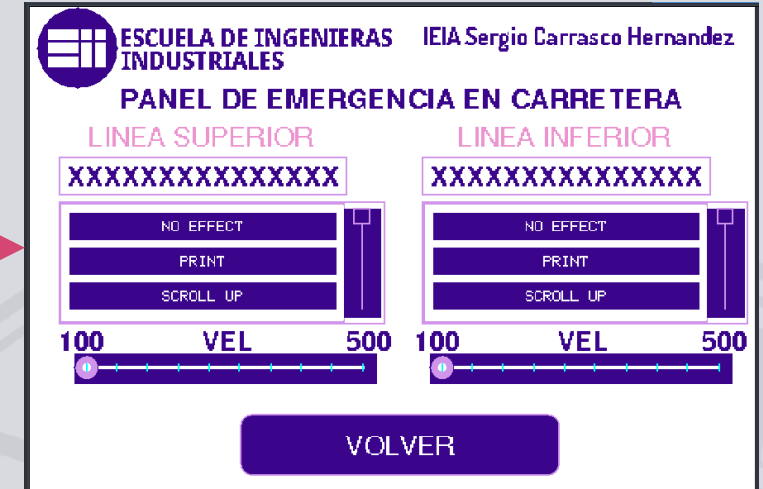 ESCUELA DE INGENIERAS
INDUSTRIALES
IEIA Sergio Carrasco Hernandez
PANEL DE EMERGENCIA EN CARRETERA
LINEA SUPERIOR
XXXXXXXXXXXXXXX
NO EFFECT
PRINT
SCROLL UP
100 VEL 500
LINEA INFERIOR
XXXXXXXXXXXXXXX
NO EFFECT
PRINT
SCROLL UP
100 VEL 500
VOLVER